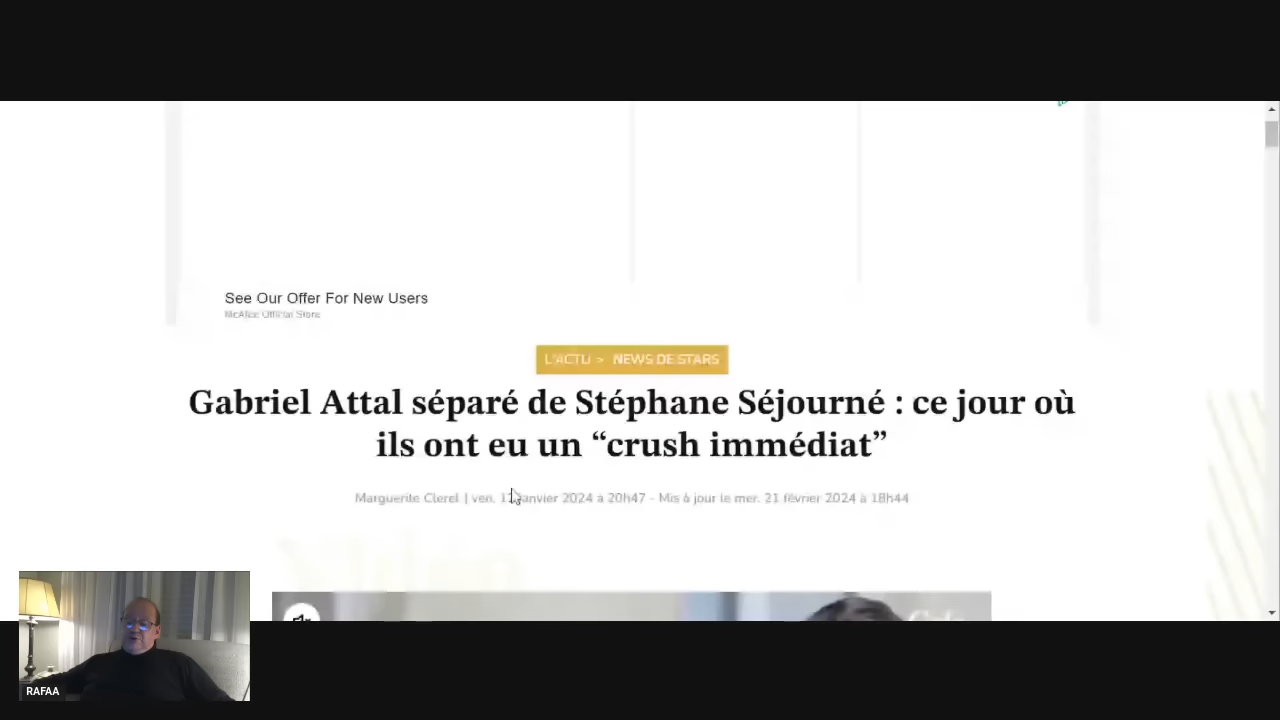 See Our Offer For New Users
McAfee Official Store
L'ACTU > NEWS DE STARS
Gabriel Attal séparé de Stéphane Séjourné : ce jour où
ils ont eu un “crush immédiat”
Marguerite Clerel | ven. janvier 2024 à 20h47 - Mis à jour le mer. 21 février 2024 à 18h44
RAFAA